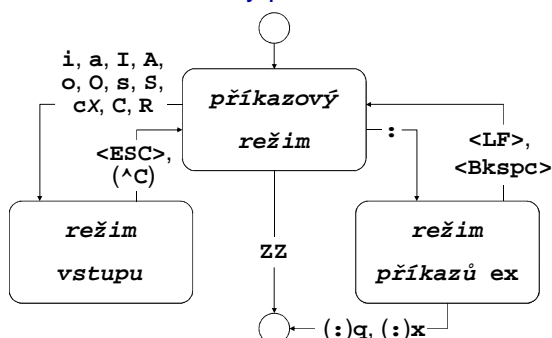 i, a, I, A,
o, O, s, S,
cX, C, R
příkazový
režim
:
<LF>,
<Bkspc>
<ESC>,
(^C)
režim
vstupu
ZZ
režim
příkazů ex
(:)q, (:)x